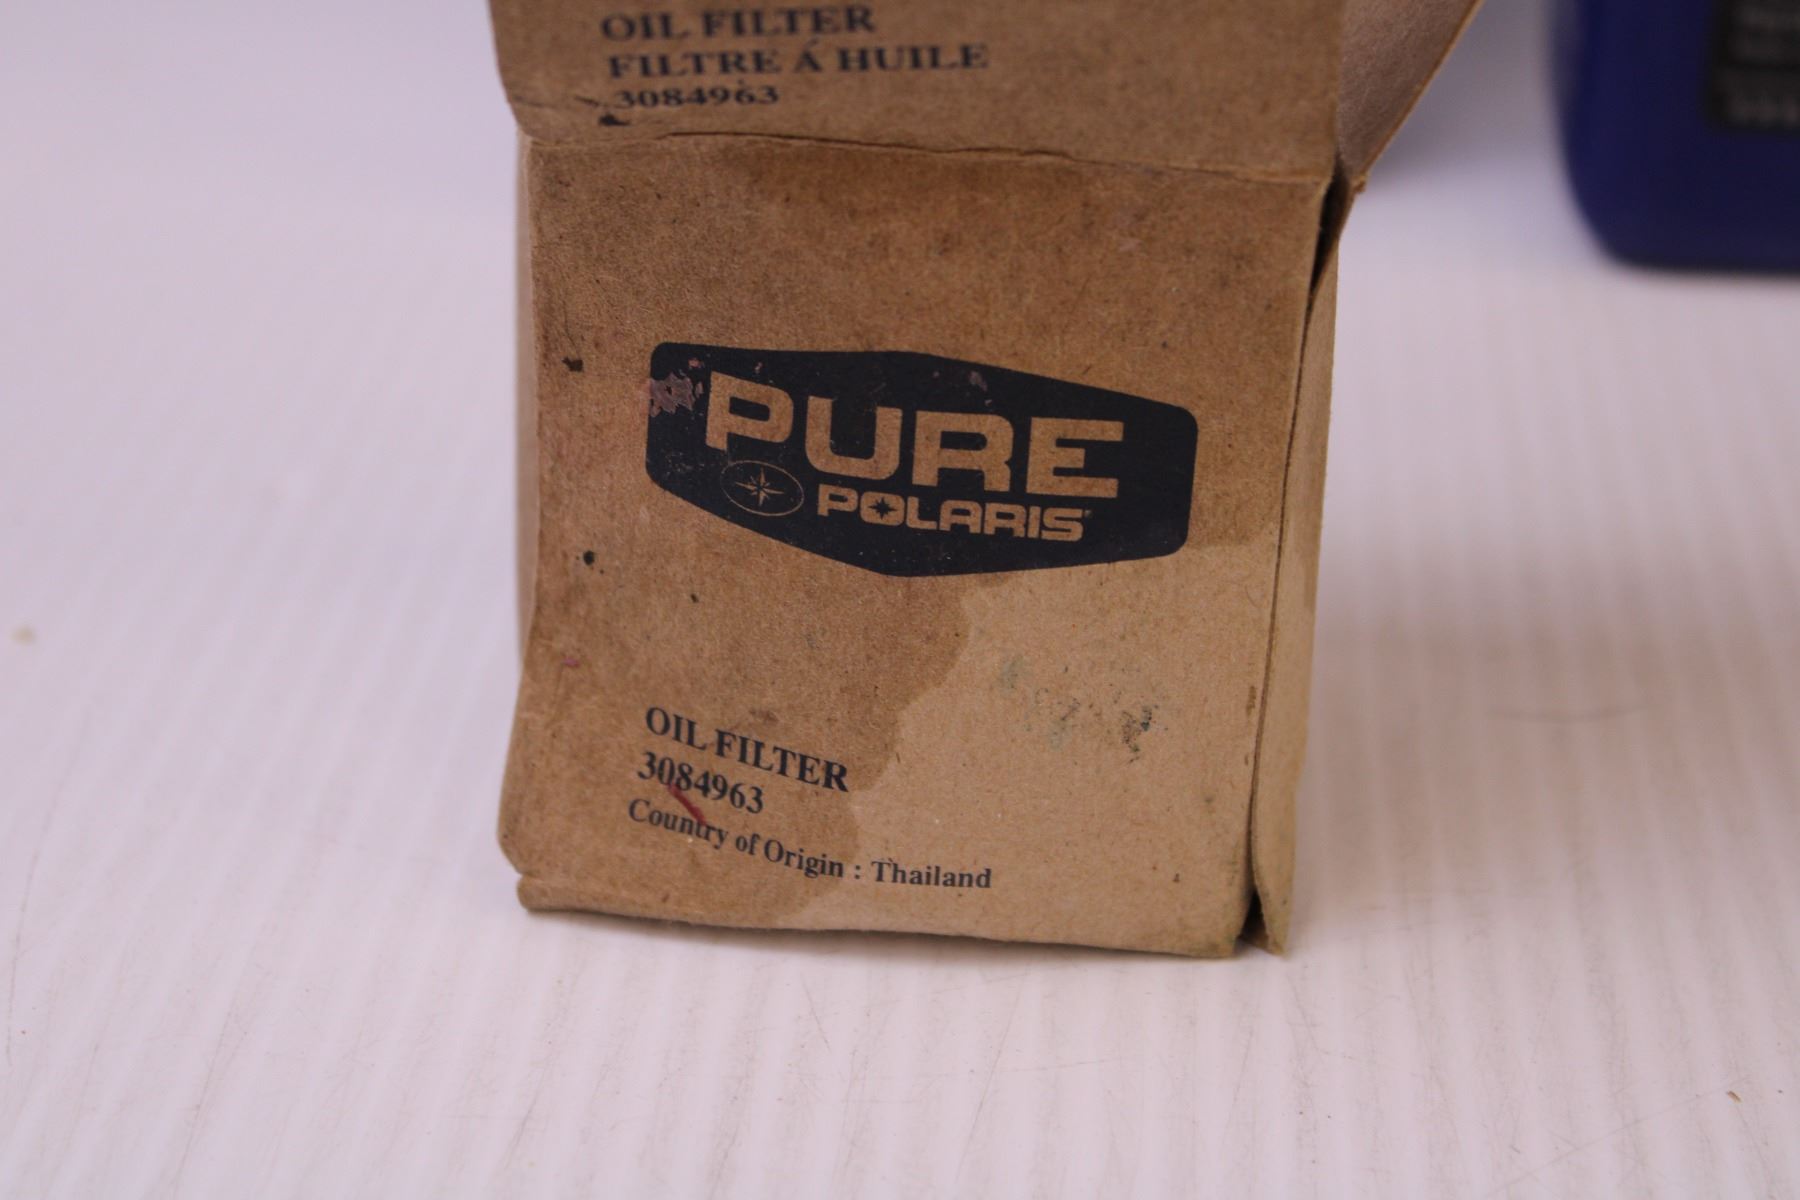 OIL FILTER
FILTRE Á HUILE
3084963
PURE
POLARIS
OIL FILTER
3084963
Country of Origin : Thailand